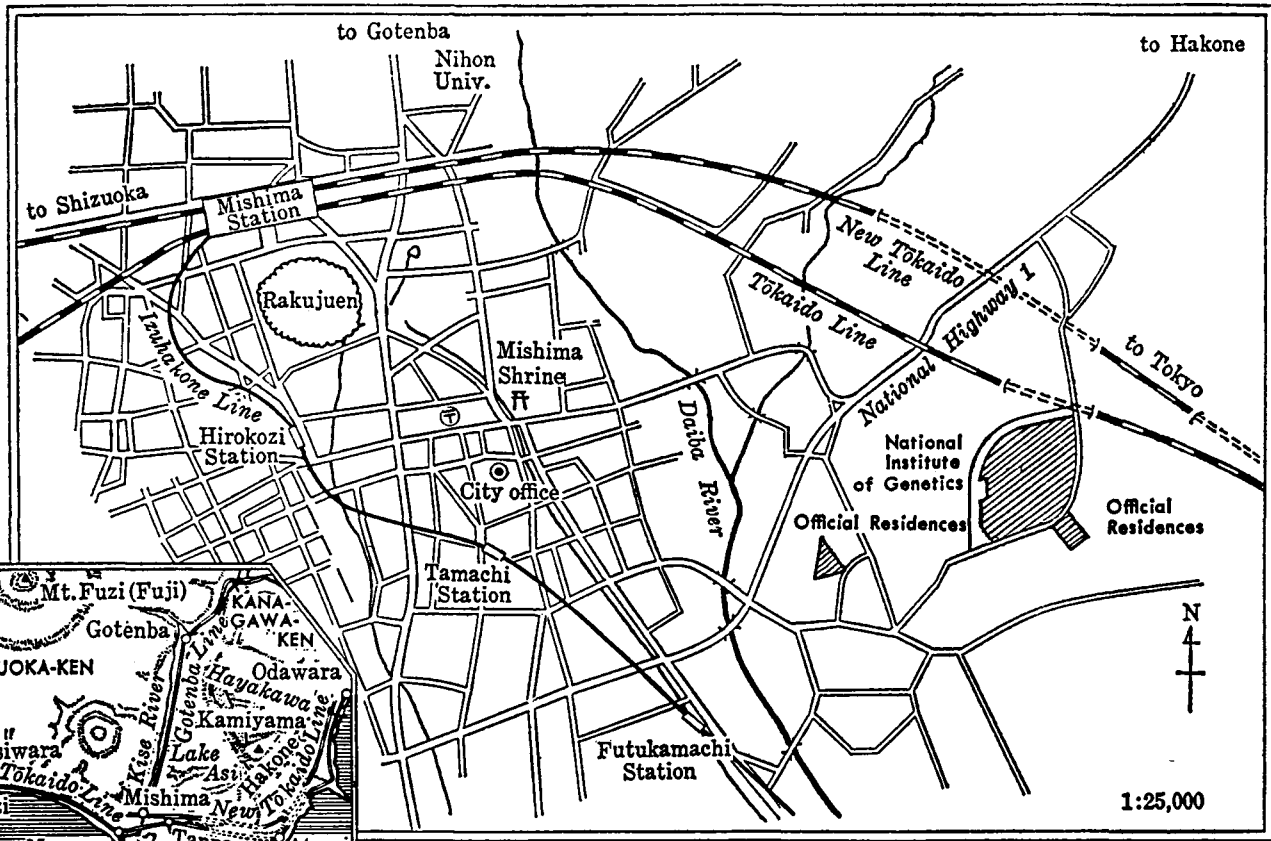 to Gotenba
Nihon
Univ.
to Hakone
to Shizuoka
Mishima
Station
New Tōkaido
Line
Rakujuen
Tōkaido Line
National Highway 1
to Tokyo
Izuhakone Line
Mishima
Shrine
Hirokozi
Station
〒
City office
Daiba
River
National
Institute
of Genetics
Official Residences
Official
Residences
Tamachi
Station
Futukamachi
Station
N
1:25,000
Mt. Fuzi (Fuji)
KANA-
GAWA-
KEN
Gotenba
UOKA-KEN
Gotenba Line
Kise River
Odawara
Hayakawa
Kamiyama
Lake
Asi
Hakone
siwara
Tōkaido Line
Mishima
New Tōkaido Line